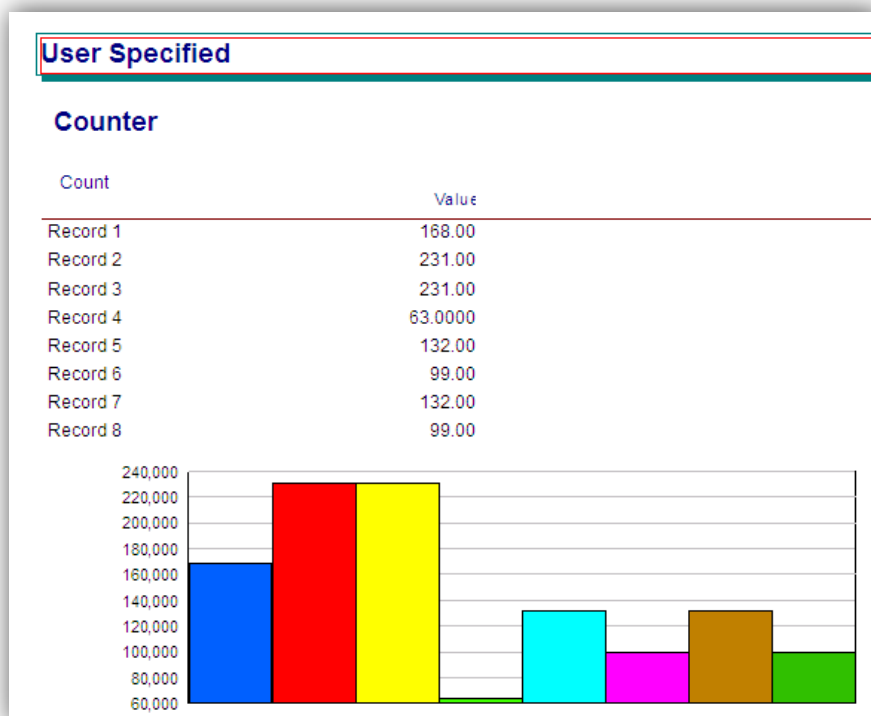 User Specified
Counter
Count
Value
Record 1 168.00
Record 2 231.00
Record 3 231.00
Record 4 63.0000
Record 5 132.00
Record 6 99.00
Record 7 132.00
Record 8 99.00
240,000
220,000
200,000
180,000
160,000
140,000
120,000
100,000
80,000
60,000